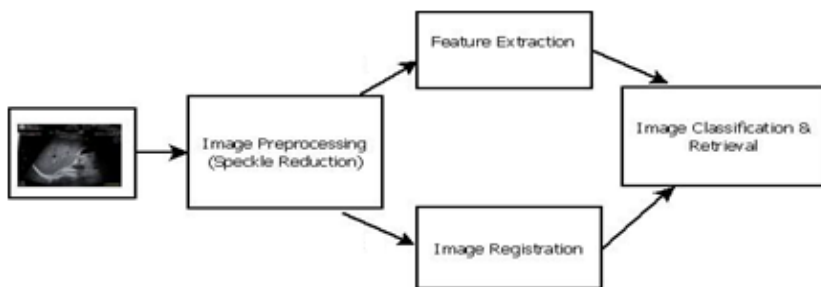 Feature Extraction
Image Preprocessing
(Speckle Reduction)
Image Classification &
Retrieval
Image Registration